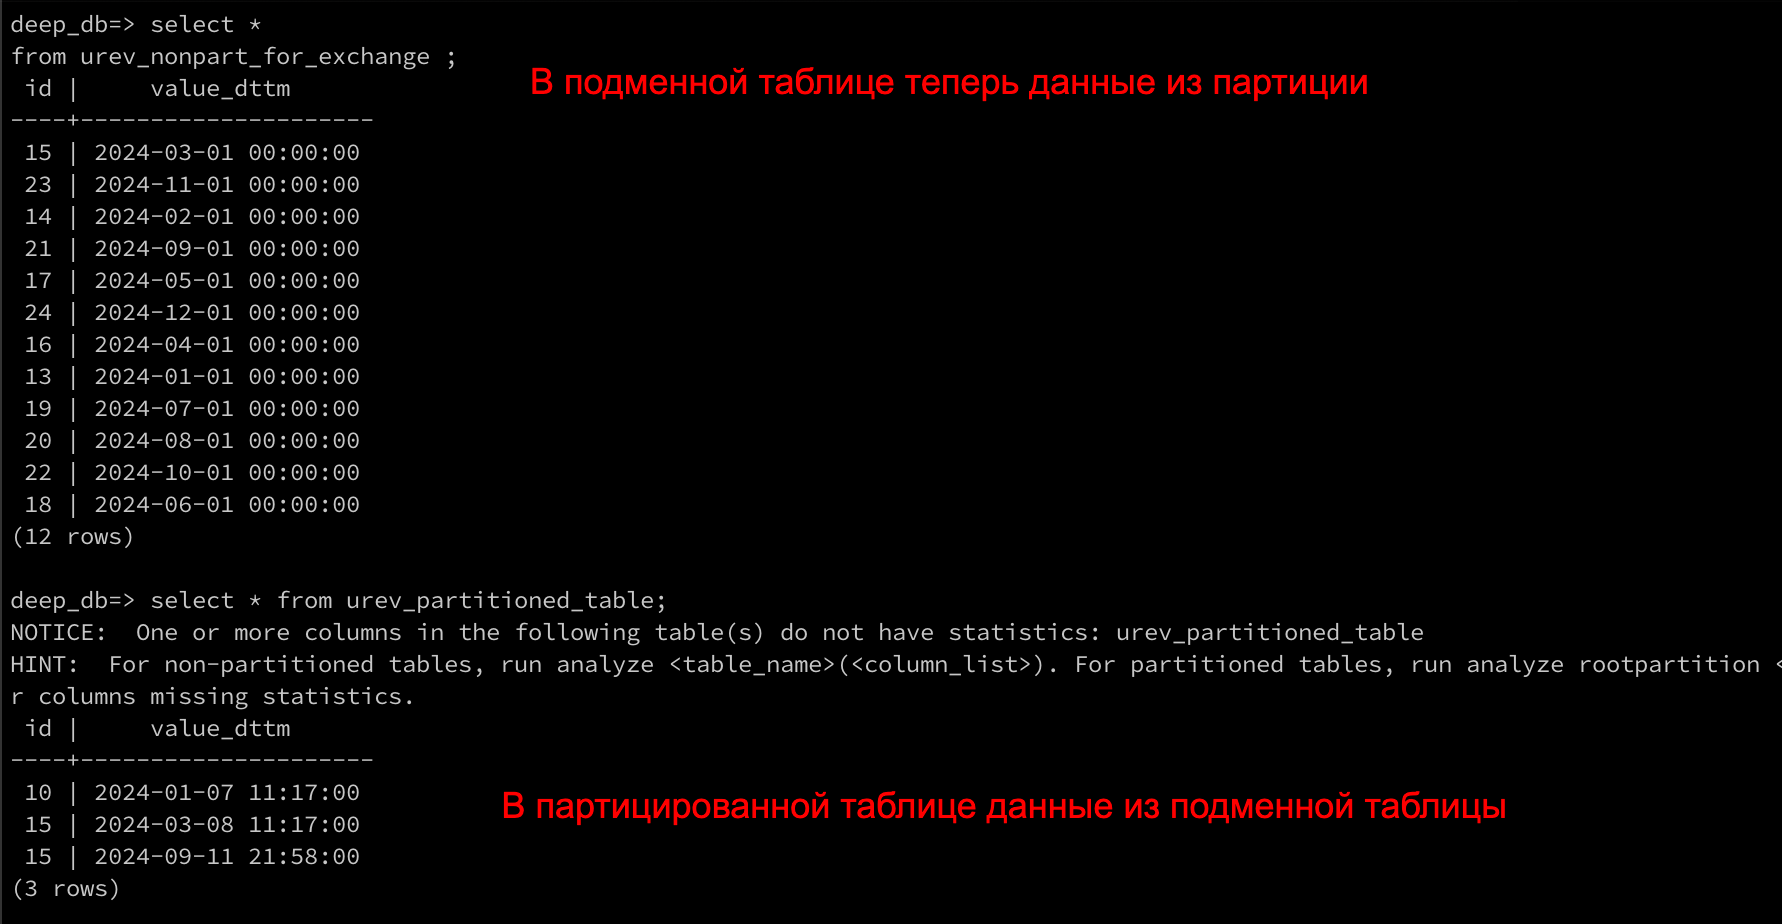 deep_db=> select *
from urev_nonpart_for_exchange ;
 id |     value_dttm
В подменной таблице теперь данные из партиции
----+---------------------
 15 | 2024-03-01 00:00:00
 23 | 2024-11-01 00:00:00
 14 | 2024-02-01 00:00:00
 21 | 2024-09-01 00:00:00
 17 | 2024-05-01 00:00:00
 24 | 2024-12-01 00:00:00
 16 | 2024-04-01 00:00:00
 13 | 2024-01-01 00:00:00
 19 | 2024-07-01 00:00:00
 20 | 2024-08-01 00:00:00
 22 | 2024-10-01 00:00:00
 18 | 2024-06-01 00:00:00
(12 rows)
deep_db=> select * from urev_partitioned_table;
NOTICE:  One or more columns in the following table(s) do not have statistics: urev_partitioned_table
HINT:  For non-partitioned tables, run analyze <table_name>(<column_list>). For partitioned tables, run analyze rootpartition <
r columns missing statistics.
 id |     value_dttm
----+---------------------
 10 | 2024-01-07 11:17:00
В партицированной таблице данные из подменной таблицы
 15 | 2024-03-08 11:17:00
 15 | 2024-09-11 21:58:00
(3 rows)